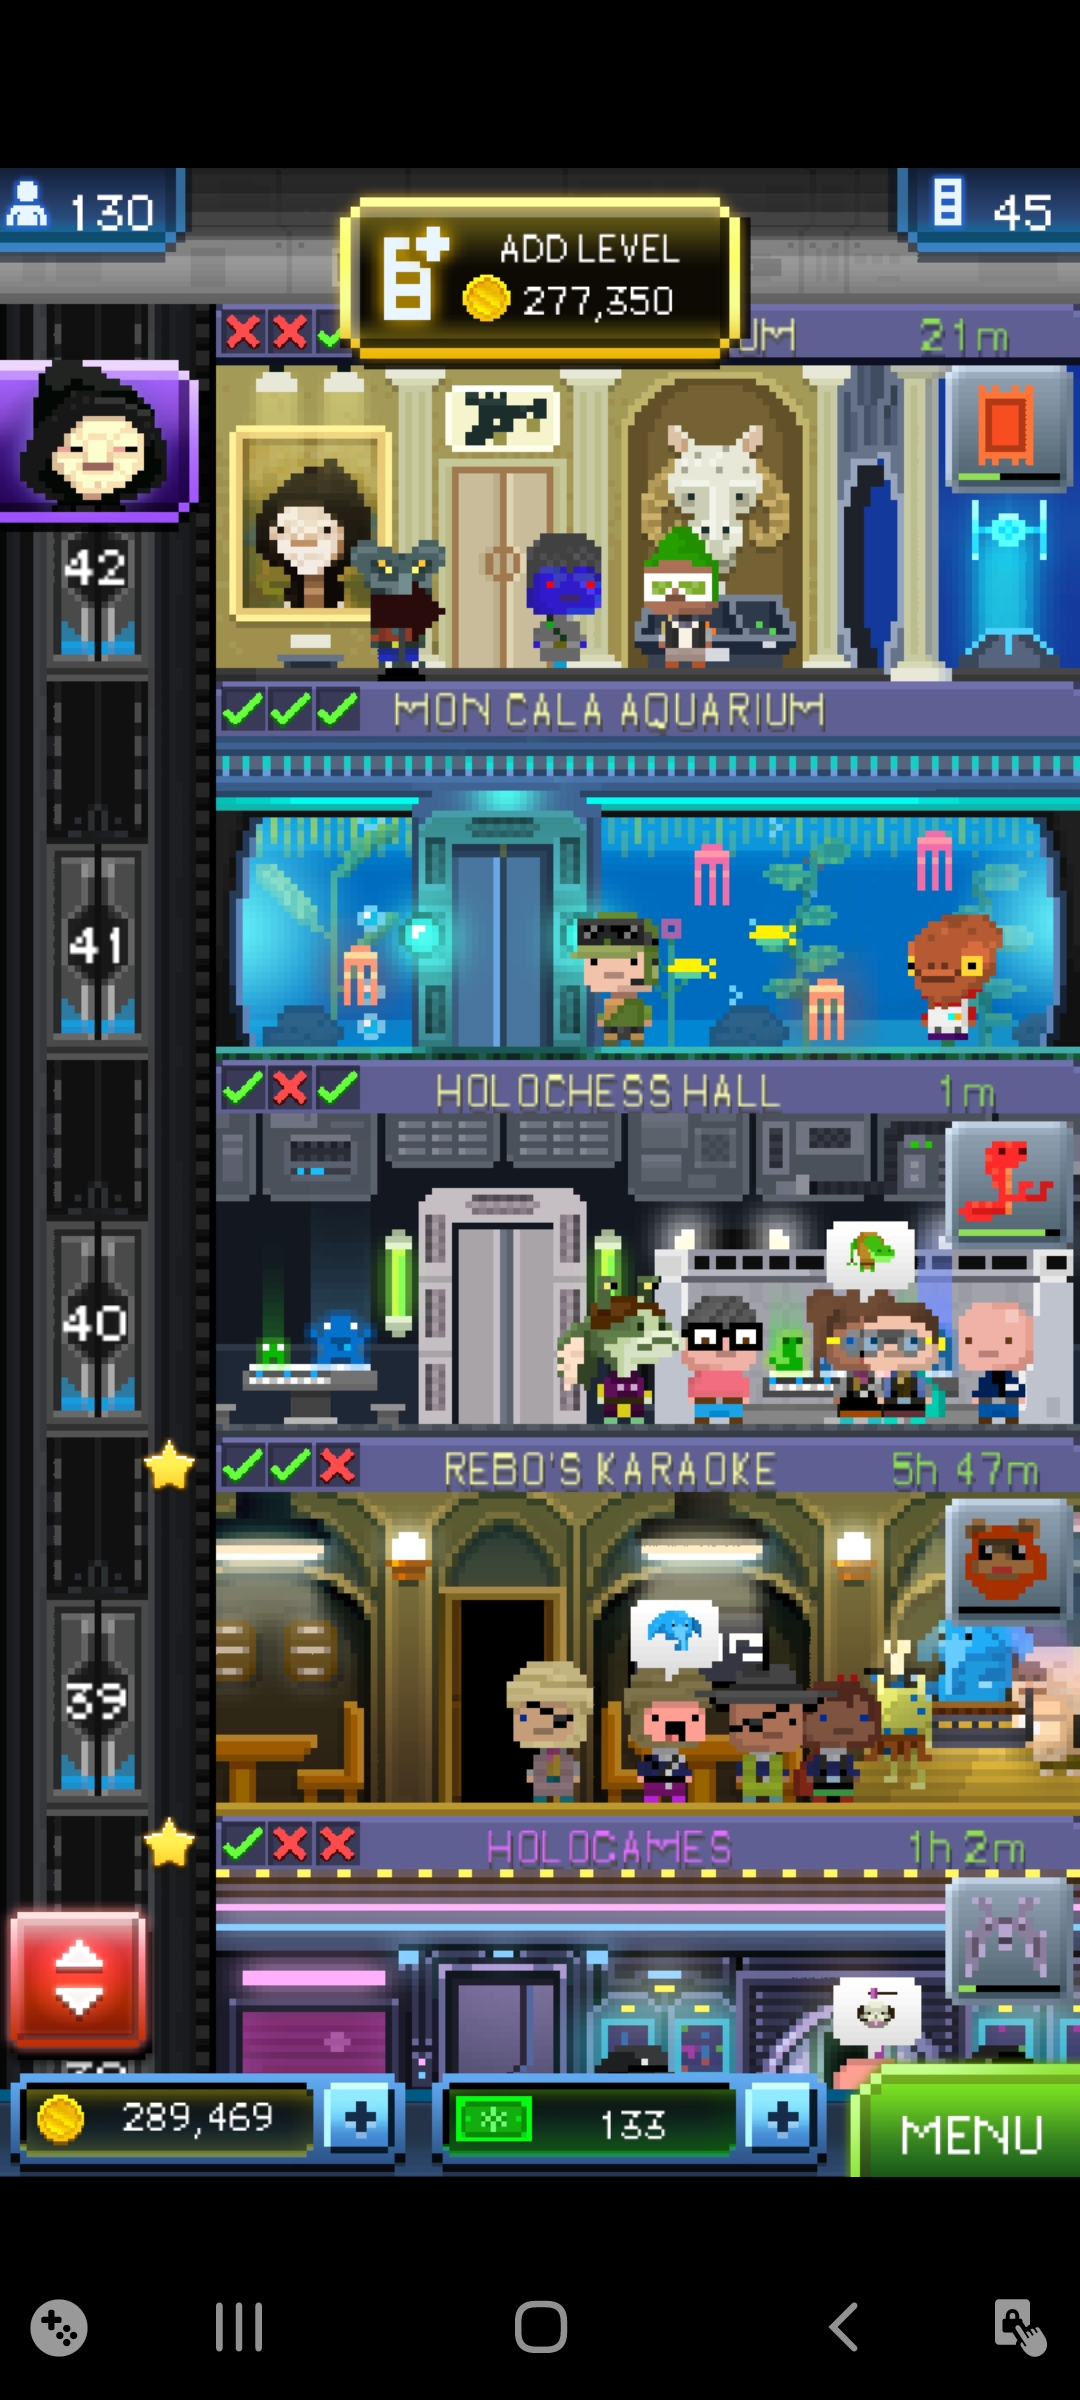 130
ADD LEVEL
277,350
45
UM 21m
42
MON CALA AQUARIUM
41
HOLOCHESS HALL 1m
40
REBO'S KARAOKE 5h 47m
39
HOLOGAMES 1h 2m
289,469
133
MENU